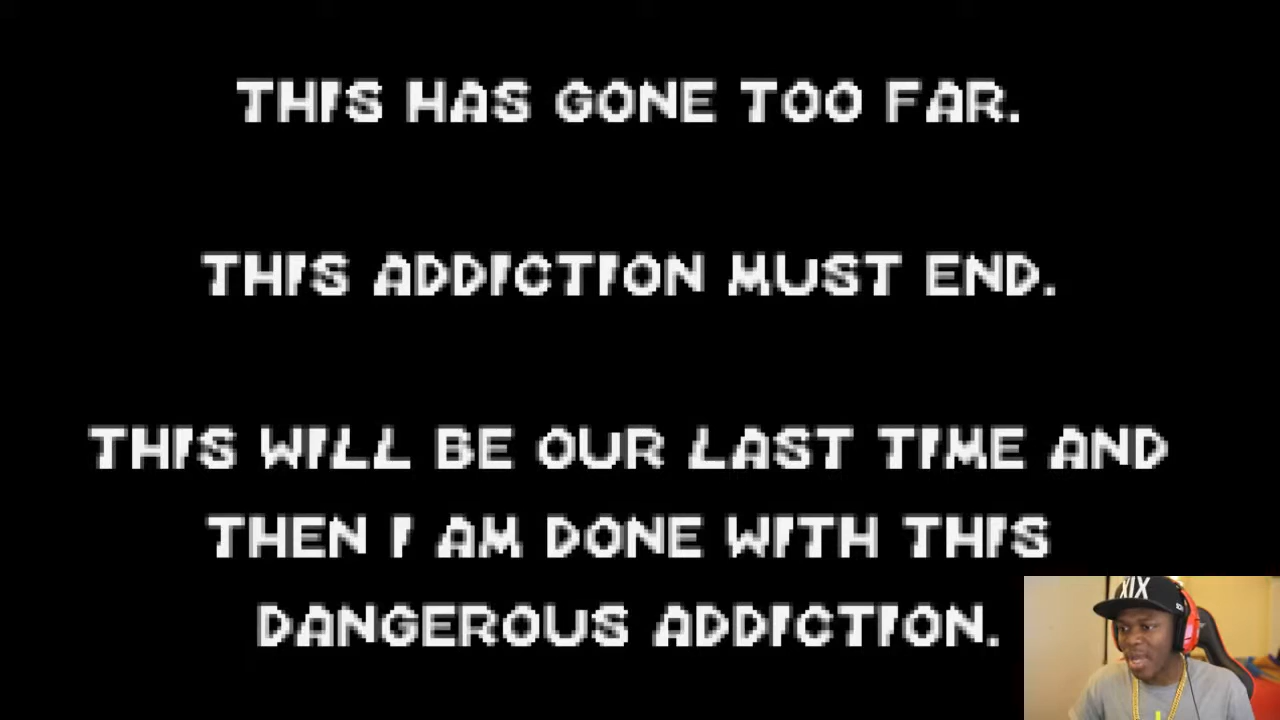 THIS HAS GONE TOO FAR.
THIS ADDICTION MUST END.
THIS WILL BE OUR LAST TIME AND
THEN I AM DONE WITH THIS
DANGEROUS ADDICTION.
XIX